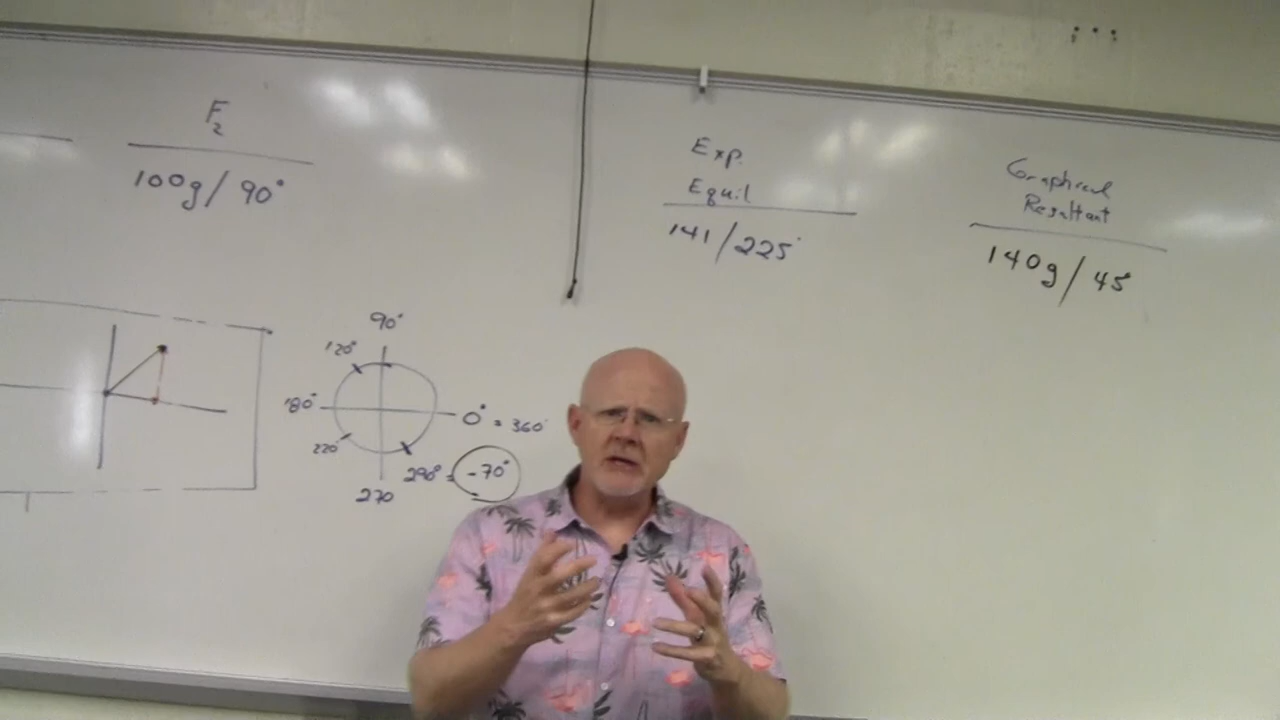 F₂
100g / 90°
Exp.
Equil
141 / 225°
Graphical
Resultant
140g / 45°
90°
120°
180°
0° = 360°
220°
290° = -70°
270